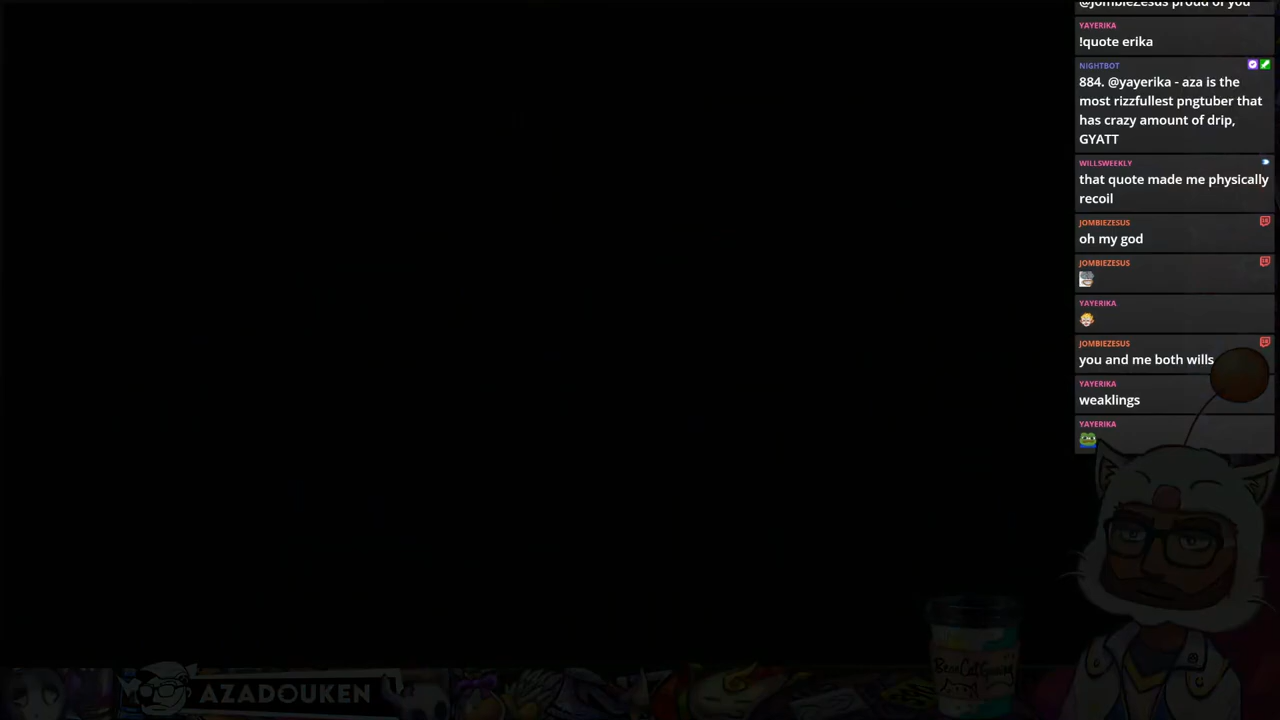 @JombieZesus proud of you
YAYERIKA
!quote erika
NIGHTBOT
884. @yayerika - aza is the
most rizzfullest pngtuber that
has crazy amount of drip,
GYATT
WILLSWEEKLY
that quote made me physically
recoil
JOMBIEZESUS
oh my god
JOMBIEZESUS
YAYERIKA
JOMBIEZESUS
you and me both wills
YAYERIKA
weaklings
YAYERIKA
BearCatGaming
AZADOUKEN